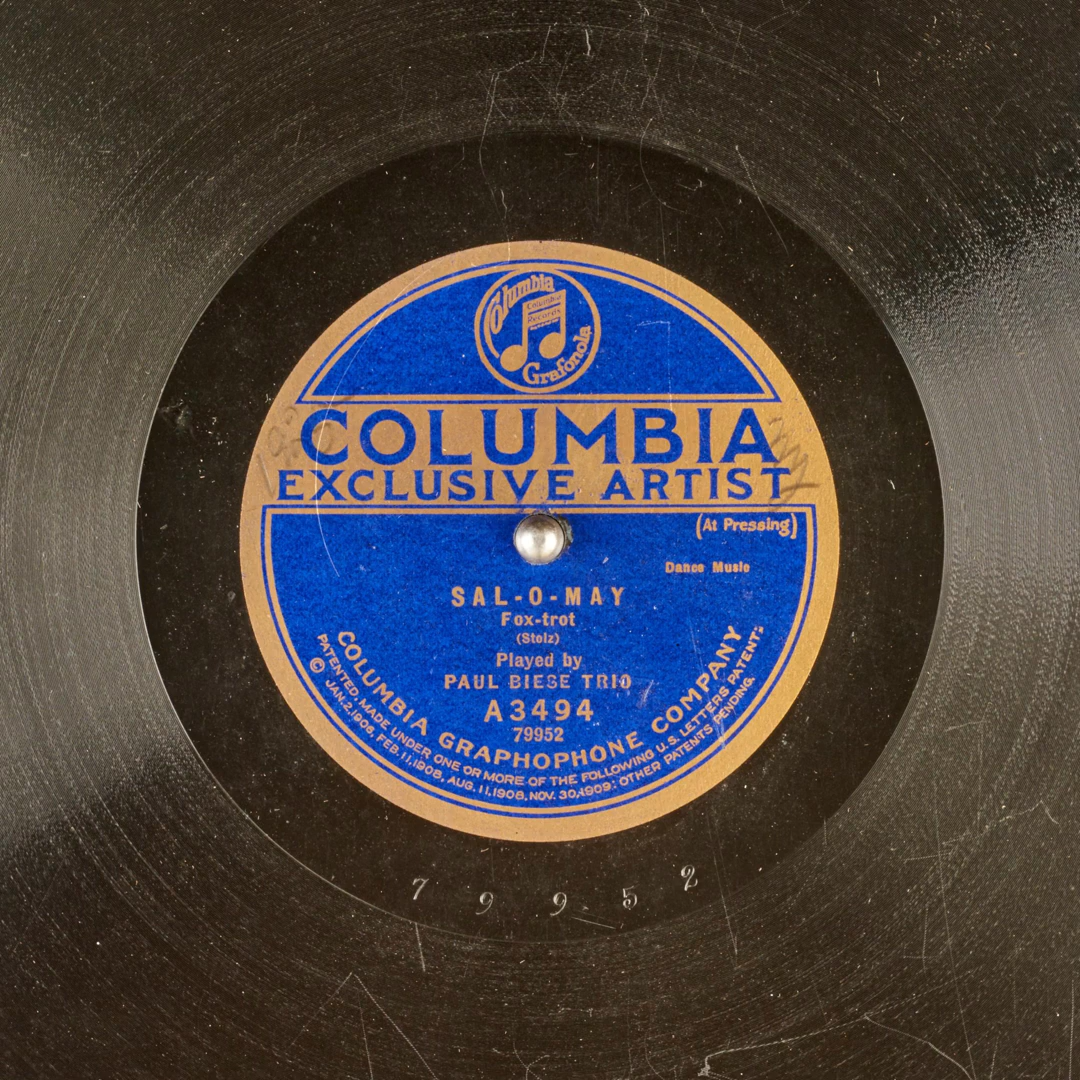 Columbia
Columbia
Records
Grafonola
COLUMBIA
EXCLUSIVE ARTIST
(At Pressing)
Dance Music
SAL-O-MAY
Fox-trot
(Stolz)
Played by
PAUL BIESE TRIO
A3494
79952
COLUMBIA GRAPHOPHONE COMPANY
© PATENTED, MADE UNDER ONE OR MORE OF THE FOLLOWING U.S. LETTERS PATENT:
JAN.2,1906, FEB.11,1908, AUG.11,1908, NOV.30,1909: OTHER PATENTS PENDING.
79952